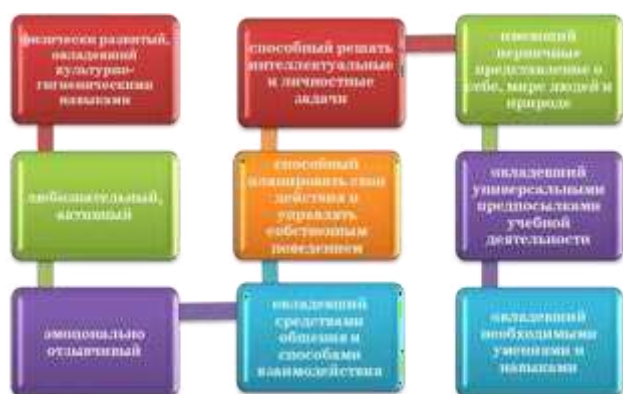 физически развитый,
овладевший
культурно-
гигиеническими
навыками
любознательный,
активный
эмоционально
отзывчивый
овладевший
средствами
общения и
способами
взаимодействия
способный
планировать свои
действия и
управлять
собственным
поведением
способный решать
интеллектуальные
и личностные
задачи
имеющий
первичные
представление о
себе, мире людей и
природе
овладевший
универсальными
предпосылками
учебной
деятельности
овладевший
необходимыми
умениями и
навыками